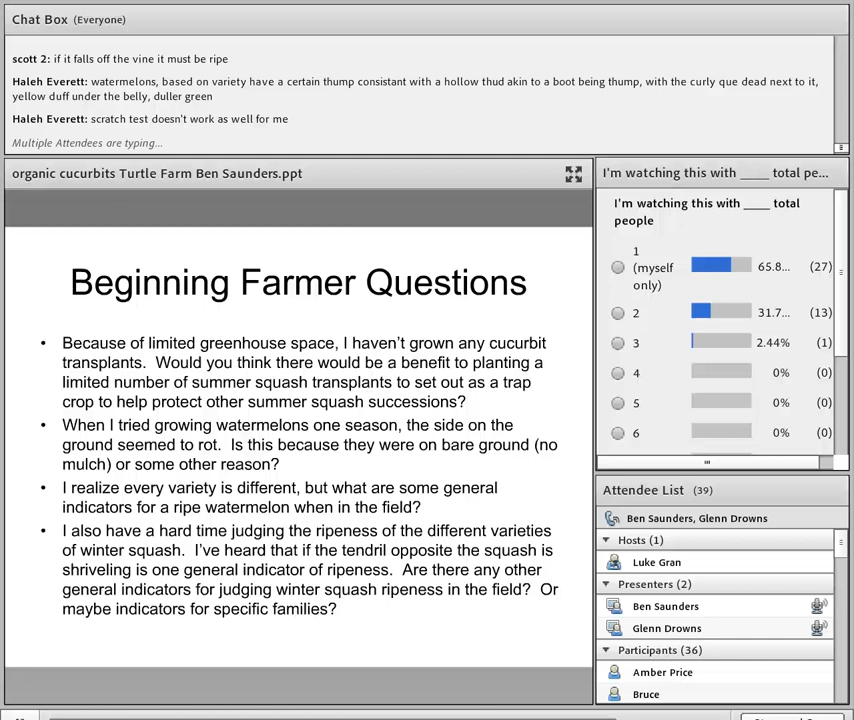 Chat Box (Everyone)
scott 2: if it falls off the vine it must be ripe
Haleh Everett: watermelons, based on variety have a certain thump consistant with a hollow thud akin to a boot being thump, with the curly que dead next to it,
yellow duff under the belly, duller green
Haleh Everett: scratch test doesn't work as well for me
Multiple Attendees are typing...
organic cucurbits Turtle Farm Ben Saunders.ppt
Beginning Farmer Questions
• Because of limited greenhouse space, I haven't grown any cucurbit
transplants. Would you think there would be a benefit to planting a
limited number of summer squash transplants to set out as a trap
crop to help protect other summer squash successions?
• When I tried growing watermelons one season, the side on the
ground seemed to rot. Is this because they were on bare ground (no
mulch) or some other reason?
• I realize every variety is different, but what are some general
indicators for a ripe watermelon when in the field?
• I also have a hard time judging the ripeness of the different varieties
of winter squash. I've heard that if the tendril opposite the squash is
shriveling is one general indicator of ripeness. Are there any other
general indicators for judging winter squash ripeness in the field? Or
maybe indicators for specific families?
I'm watching this with ____ total pe...
I'm watching this with ____ total
people
1
(myself
only) 65.8... (27)
2 31.7... (13)
3 2.44% (1)
4 0% (0)
5 0% (0)
6 0% (0)
Attendee List (39)
Ben Saunders, Glenn Drowns
Hosts (1)
Luke Gran
Presenters (2)
Ben Saunders
Glenn Drowns
Participants (36)
Amber Price
Bruce